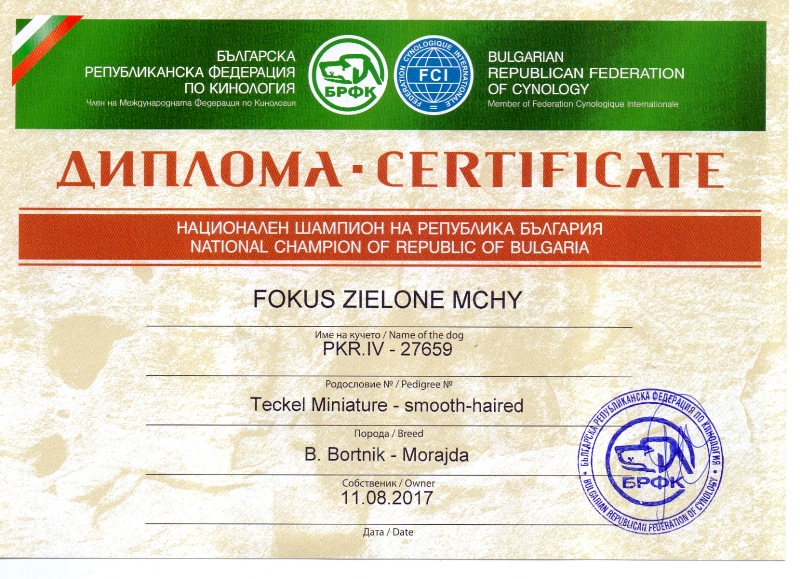 БЪЛГАРСКА
РЕПУБЛИКАНСКА ФЕДЕРАЦИЯ
ПО КИНОЛОГИЯ
Член на Международната Федерация по Кинология
БРФК
FEDERATION CYNOLOGIQUE INTERNATIONALE
FCI
BULGARIAN
REPUBLICAN FEDERATION
OF CYNOLOGY
Member of Federation Cynologique Internationale
ДИПЛОМА · CERTIFICATE
НАЦИОНАЛЕН ШАМПИОН НА РЕПУБЛИКА БЪЛГАРИЯ
NATIONAL CHAMPION OF REPUBLIC OF BULGARIA
FOKUS ZIELONE MCHY
Име на кучето / Name of the dog
PKR.IV - 27659
Родословие № / Pedigree №
Teckel Miniature - smooth-haired
Порода / Breed
B. Bortnik - Morajda
Собственик / Owner
11.08.2017
Дата / Date
БЪЛГАРСКА РЕПУБЛИКАНСКА ФЕДЕРАЦИЯ ПО КИНОЛОГИЯ
БРФК
BULGARIAN REPUBLICAN FEDERATION OF CYNOLOGY